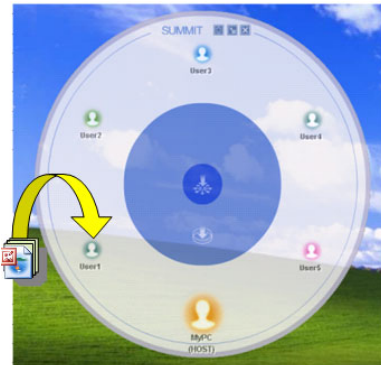 SUMMIT
User3
User2
User4
User1
User5
MyPC
(HOST)